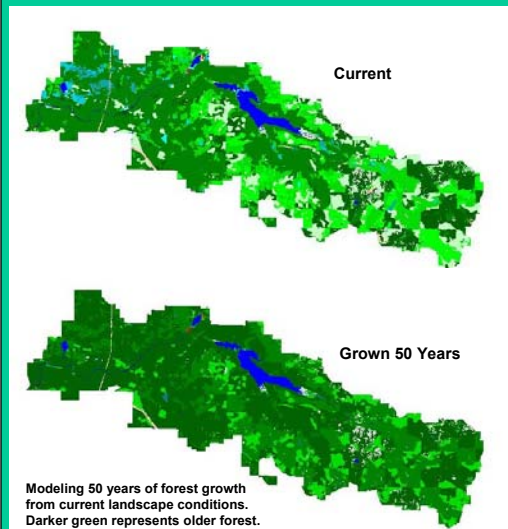 Current
Grown 50 Years
Modeling 50 years of forest growth
from current landscape conditions.
Darker green represents older forest.